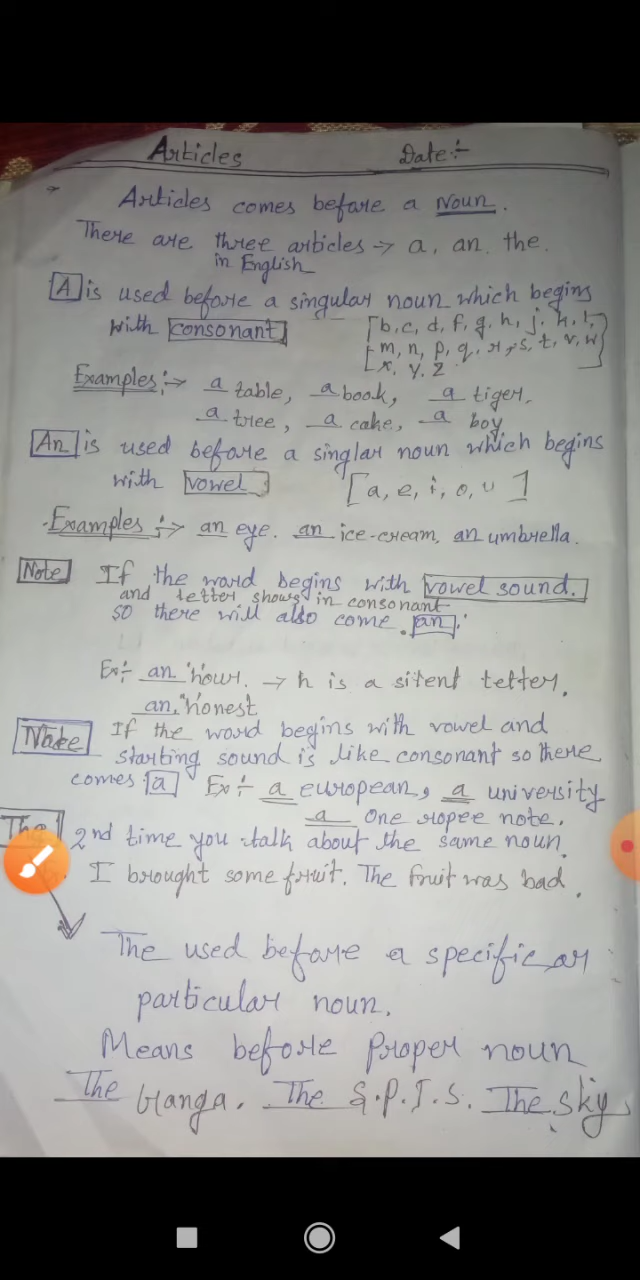 Articles Date:-
Articles comes before a Noun.
There are three articles → a, an. the.
in English
A is used before a singular noun which begins
with consonant [b, c, d, f, g, h, j, k, l,
m, n, p, q, r, s, t, v, w
x, y, z]
Examples:→ a table, a book, a tiger.
a tree, a cake, a boy
An is used before a singlar noun which begins
with vowel [a, e, i, o, u]
Examples:→ an eye. an ice-cream, an umbrella.
Note If the word begins with vowel sound.
and letter shows in consonant
so there will also come. an.
Ex:- an hour. → h is a silent letter.
an honest
Note If the word begins with vowel and
starting sound is like consonant so there
comes a Ex:- a european, a university
a One ropee note.
The 2nd time you talk about the same noun.
I brought some fruit. The fruit was bad.
The used before a specific or
particular noun.
Means before proper noun
The Ganga. The S.P.I.S. The sky